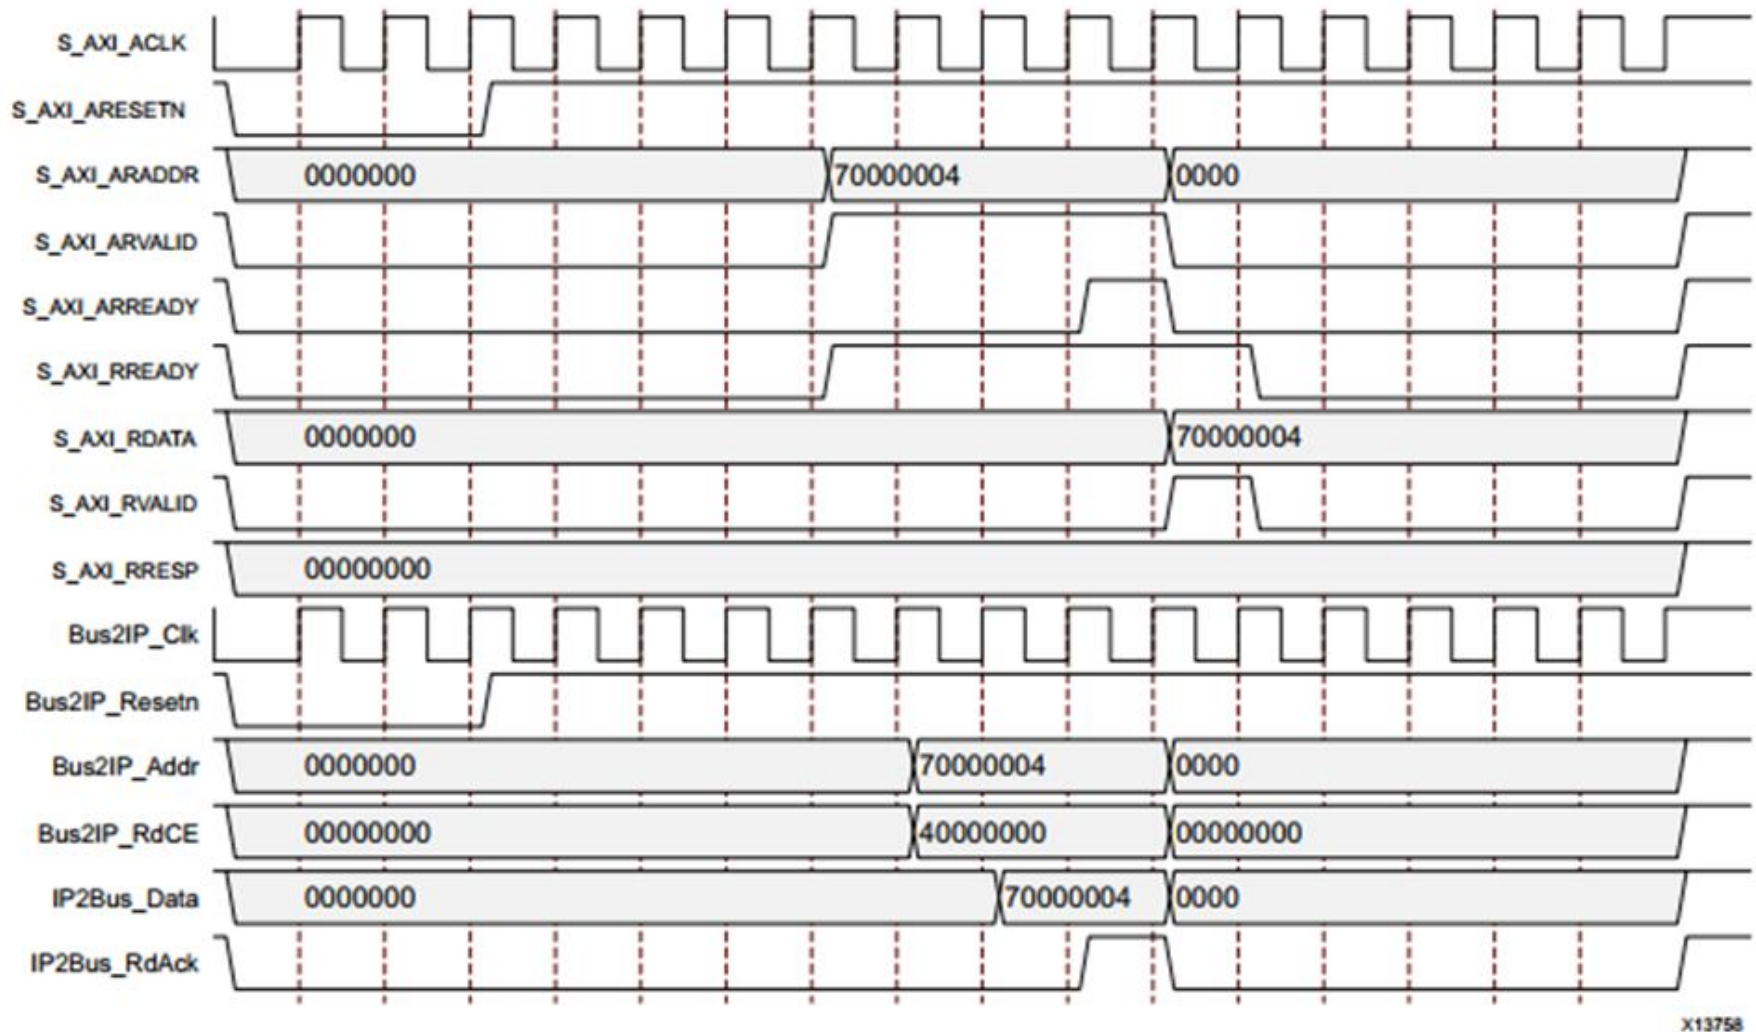 S_AXI_ACLK
S_AXI_ARESETN
S_AXI_ARADDR 0000000 70000004 0000
S_AXI_ARVALID
S_AXI_ARREADY
S_AXI_RREADY
S_AXI_RDATA 0000000 70000004
S_AXI_RVALID
S_AXI_RRESP 00000000
Bus2IP_Clk
Bus2IP_Resetn
Bus2IP_Addr 0000000 70000004 0000
Bus2IP_RdCE 00000000 40000000 00000000
IP2Bus_Data 0000000 70000004 0000
IP2Bus_RdAck
X13758